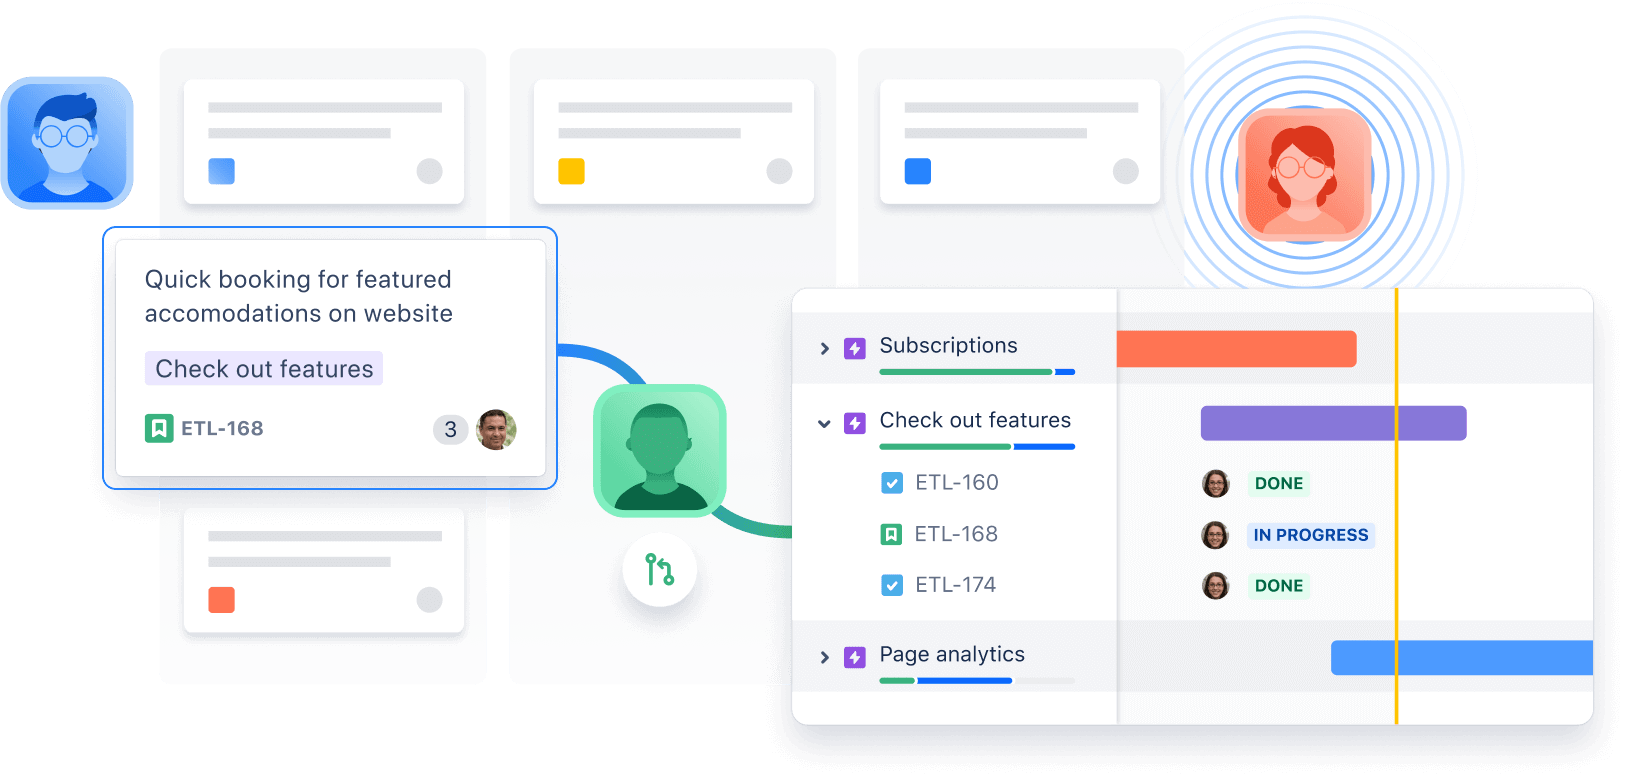 Quick booking for featured
accomodations on website
Check out features
ETL-168
3
Subscriptions
Check out features
ETL-160
DONE
ETL-168
IN PROGRESS
ETL-174
DONE
Page analytics